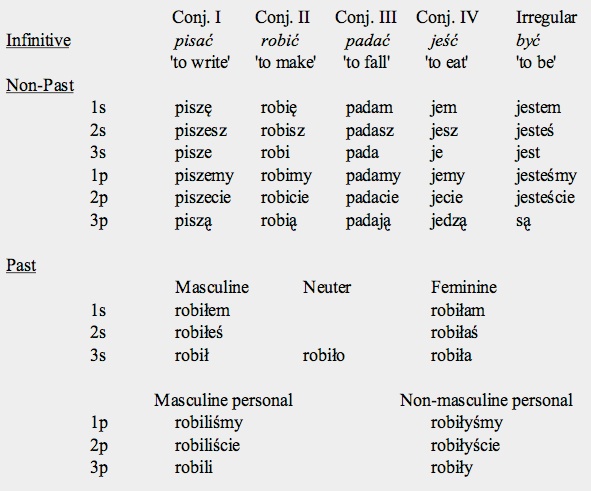 Conj. I Conj. II Conj. III Conj. IV Irregular
Infinitive pisać robić padać jeść być
'to write' 'to make' 'to fall' 'to eat' 'to be'
Non-Past
1s piszę robię padam jem jestem
2s piszesz robisz padasz jesz jesteś
3s pisze robi pada je jest
1p piszemy robimy padamy jemy jesteśmy
2p piszecie robicie padacie jecie jesteście
3p piszą robią padają jedzą są
Past
Masculine Neuter Feminine
1s robiłem robiłam
2s robiłeś robiłaś
3s robił robiło robiła
Masculine personal Non-masculine personal
1p robiliśmy robiłyśmy
2p robiliście robiłyście
3p robili robiły